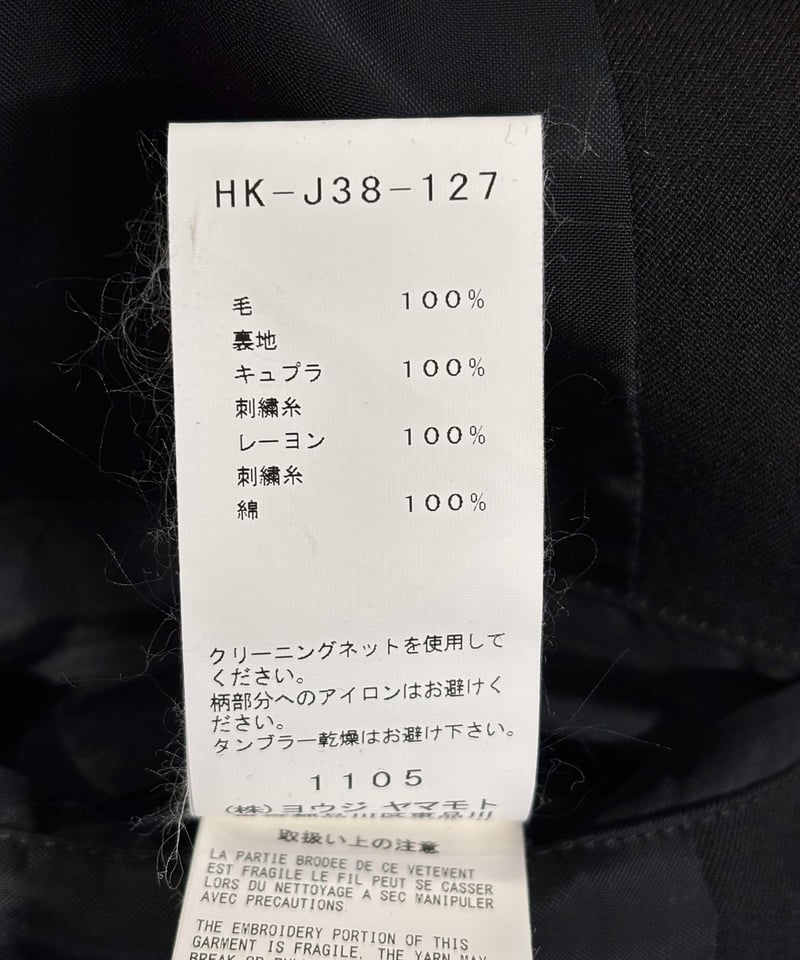 HK-J38-127
毛 100%
裏地
キュプラ 100%
刺繍糸
レーヨン 100%
刺繍糸
綿 100%
クリーニングネットを使用して
ください。
柄部分へのアイロンはお避けく
ださい。
タンブラー乾燥はお避け下さい。
1105
(株)ヨウジ ヤマモト
取扱い上の注意
LA PARTIE BRODEE DE CE VETEMENT
EST FRAGILE LE FIL PEUT SE CASSER
LORS DU NETTOYAGE A SEC MANIPULER
AVEC PRECAUTIONS
THE EMBROIDERY PORTION OF THIS
GARMENT IS FRAGILE. THE YARN MAY
BREAK OR